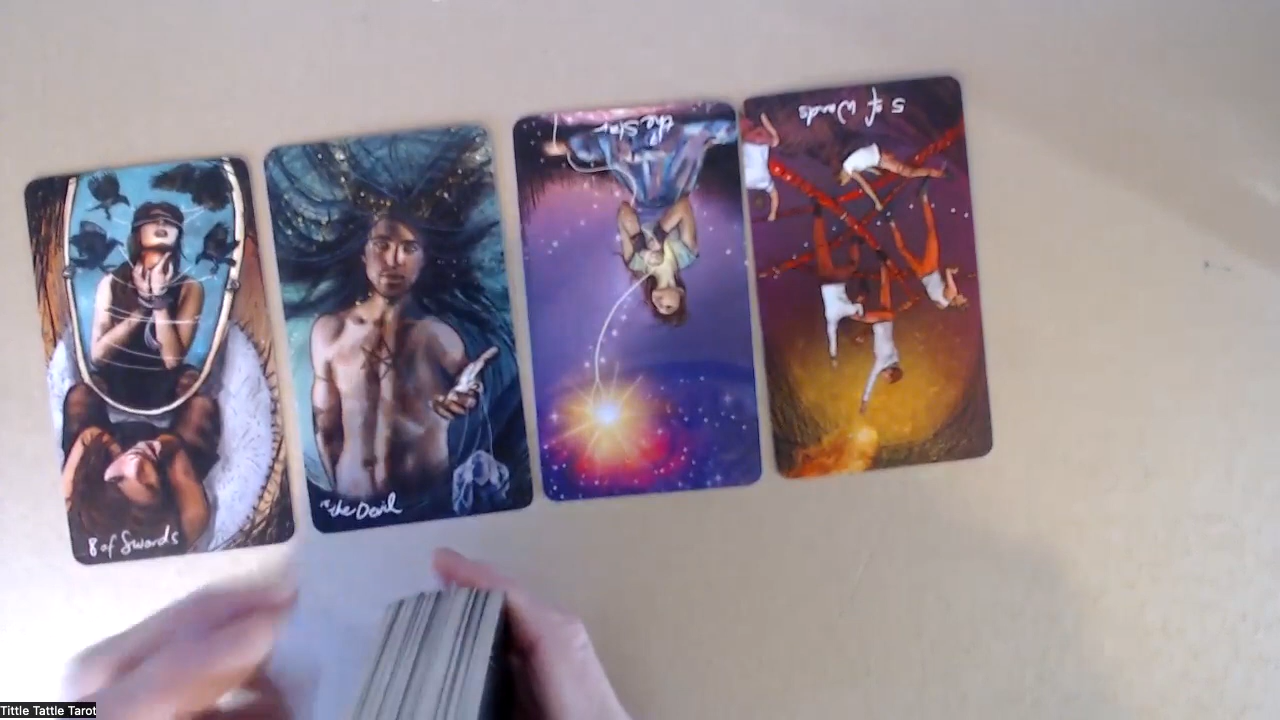 8 of Swords
the Devil
the Star
5 of Wands
Tittle Tattle Tarot